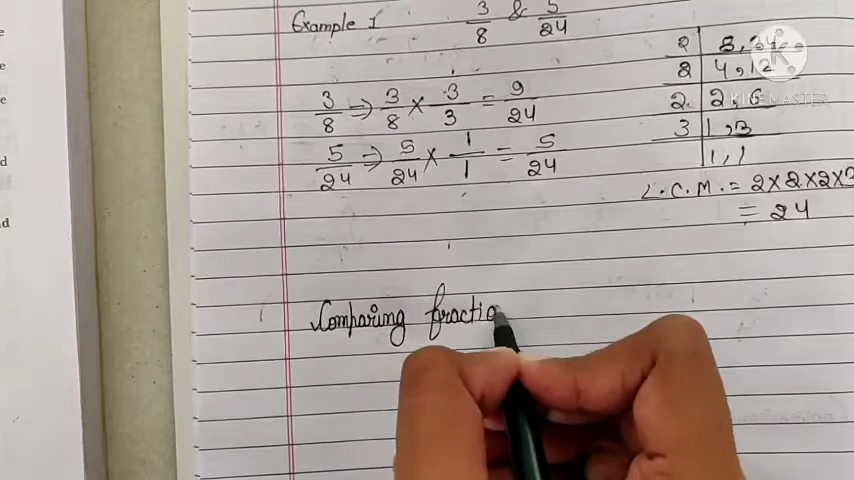 Example 1 3/8 & 5/24
3/8 ⇒ 3/8 × 3/3 = 9/24
5/24 ⇒ 5/24 × 1/1 = 5/24
2 | 8, 24
2 | 4, 12
2 | 2, 6
3 | 1, 3
1, 1
L.C.M. = 2×2×2×3
= 24
Comparing fractio
KINEMASTER